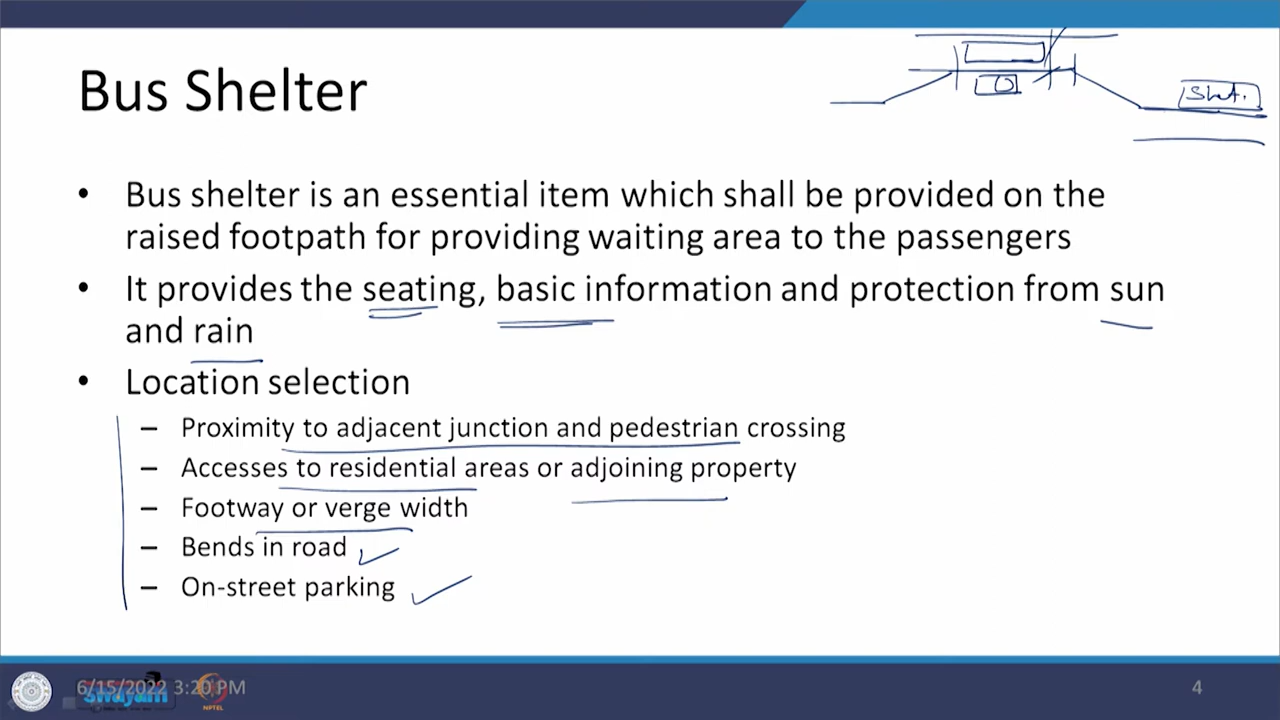 Bus Shelter
Shet.
• Bus shelter is an essential item which shall be provided on the
raised footpath for providing waiting area to the passengers
• It provides the seating, basic information and protection from sun
and rain
• Location selection
– Proximity to adjacent junction and pedestrian crossing
– Accesses to residential areas or adjoining property
– Footway or verge width
– Bends in road
– On-street parking
6/15/2022 3:20 PM
swayam
NPTEL
4